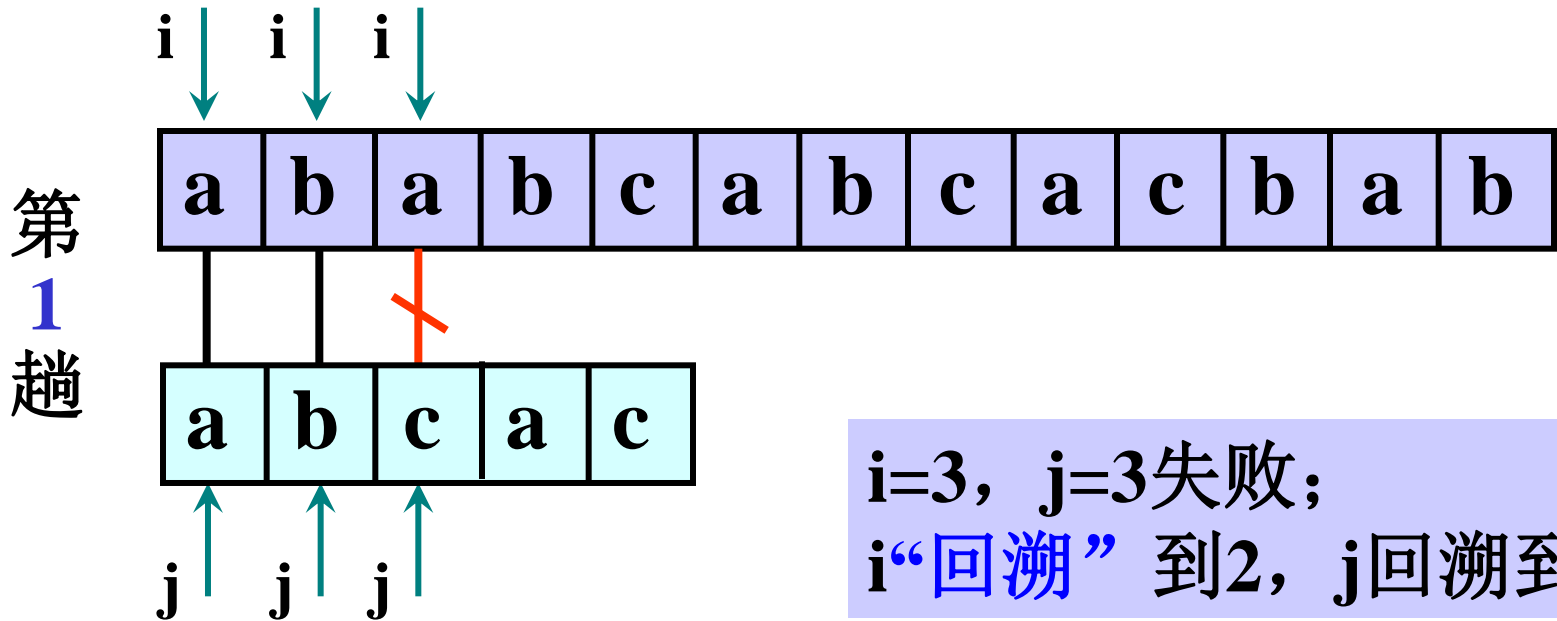 i i i
a b a b c a b c a c b a b
第
1
趟
a b c a c
i=3，j=3失败；
i“回溯”到2，j回溯到
j j j